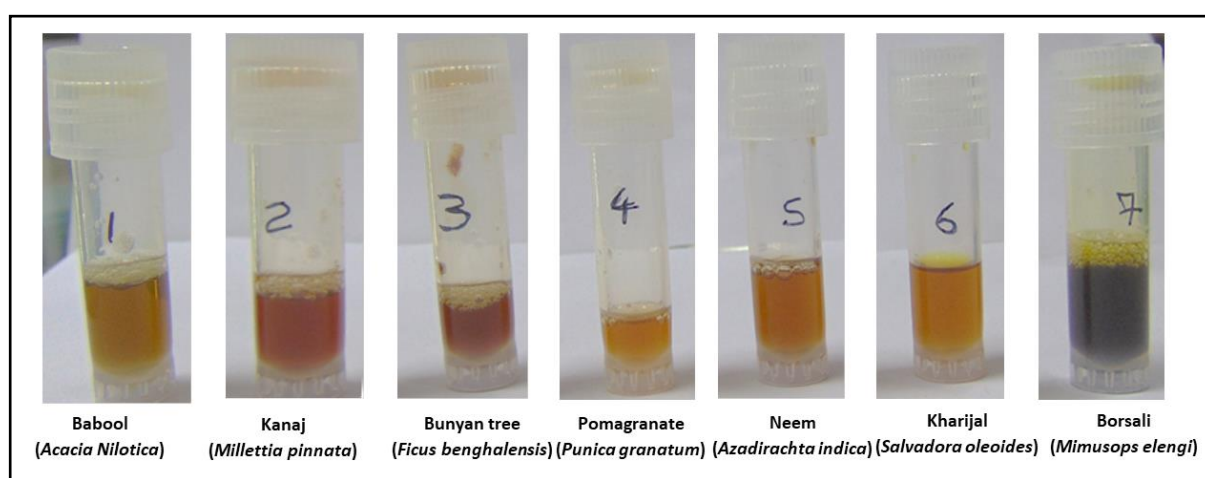 1
2
3
4
5
6
7
Babool
(Acacia Nilotica)
Kanaj
(Millettia pinnata)
Bunyan tree
(Ficus benghalensis)
Pomagranate
(Punica granatum)
Neem
(Azadirachta indica)
Kharijal
(Salvadora oleoides)
Borsali
(Mimusops elengi)